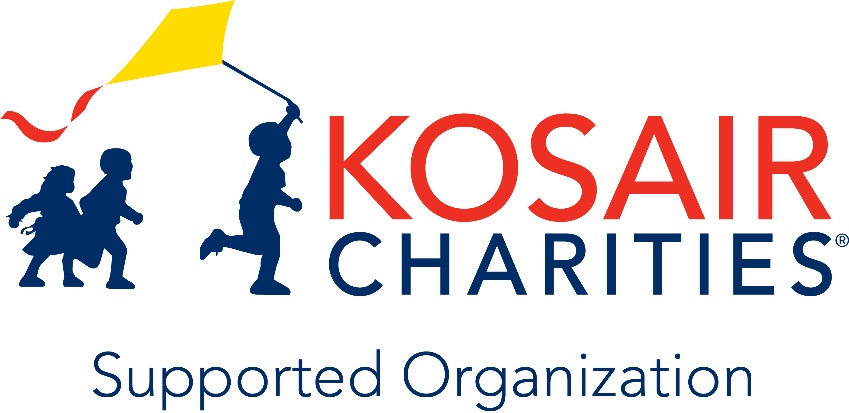 KOSAIR
CHARITIES®
Supported Organization